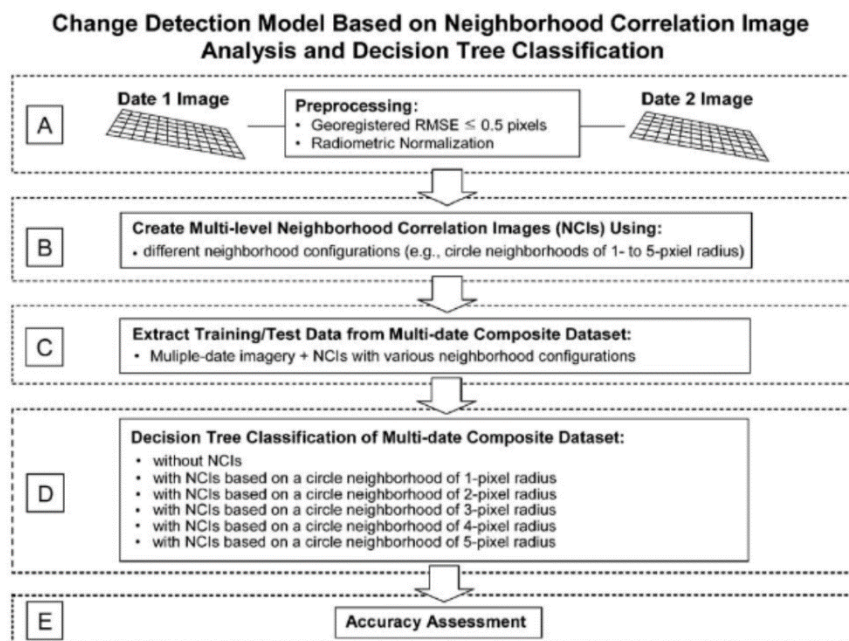 Change Detection Model Based on Neighborhood Correlation Image
Analysis and Decision Tree Classification
A
Date 1 Image
Preprocessing:
• Georegistered RMSE ≤ 0.5 pixels
• Radiometric Normalization
Date 2 Image
B
Create Multi-level Neighborhood Correlation Images (NCIs) Using:
• different neighborhood configurations (e.g., circle neighborhoods of 1- to 5-pxiel radius)
C
Extract Training/Test Data from Multi-date Composite Dataset:
• Muliple-date imagery + NCIs with various neighborhood configurations
D
Decision Tree Classification of Multi-date Composite Dataset:
• without NCIs
• with NCIs based on a circle neighborhood of 1-pixel radius
• with NCIs based on a circle neighborhood of 2-pixel radius
• with NCIs based on a circle neighborhood of 3-pixel radius
• with NCIs based on a circle neighborhood of 4-pixel radius
• with NCIs based on a circle neighborhood of 5-pixel radius
E
Accuracy Assessment